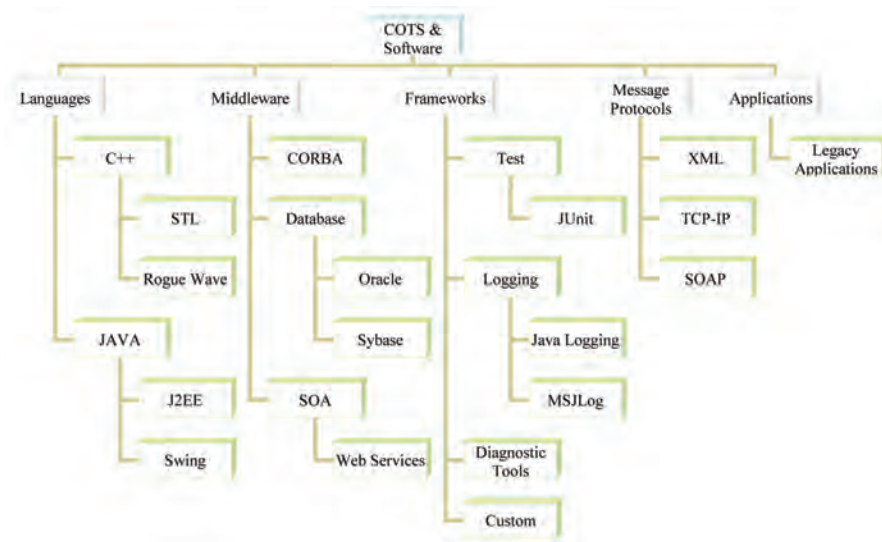 COTS &
Software
Languages
Middleware
Frameworks
Message
Protocols
Applications
C++
STL
Rogue Wave
JAVA
J2EE
Swing
CORBA
Database
Oracle
Sybase
SOA
Web Services
Test
JUnit
Logging
Java Logging
MSJLog
Diagnostic
Tools
Custom
XML
TCP-IP
SOAP
Legacy
Applications